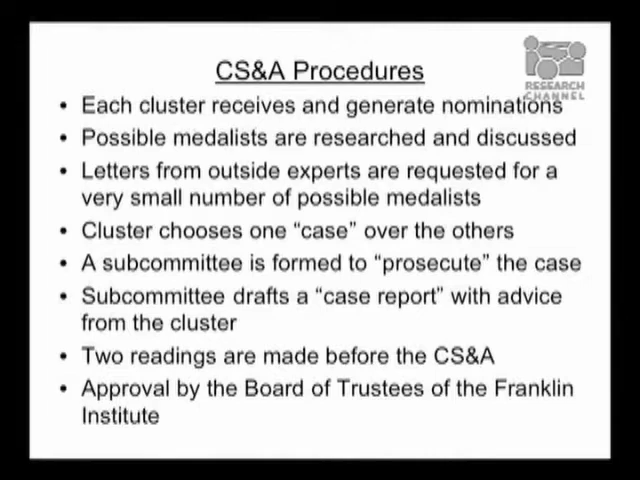 CS&A Procedures
RESEARCH
CHANNEL
• Each cluster receives and generate nominations
• Possible medalists are researched and discussed
• Letters from outside experts are requested for a
very small number of possible medalists
• Cluster chooses one “case” over the others
• A subcommittee is formed to “prosecute” the case
• Subcommittee drafts a “case report” with advice
from the cluster
• Two readings are made before the CS&A
• Approval by the Board of Trustees of the Franklin
Institute